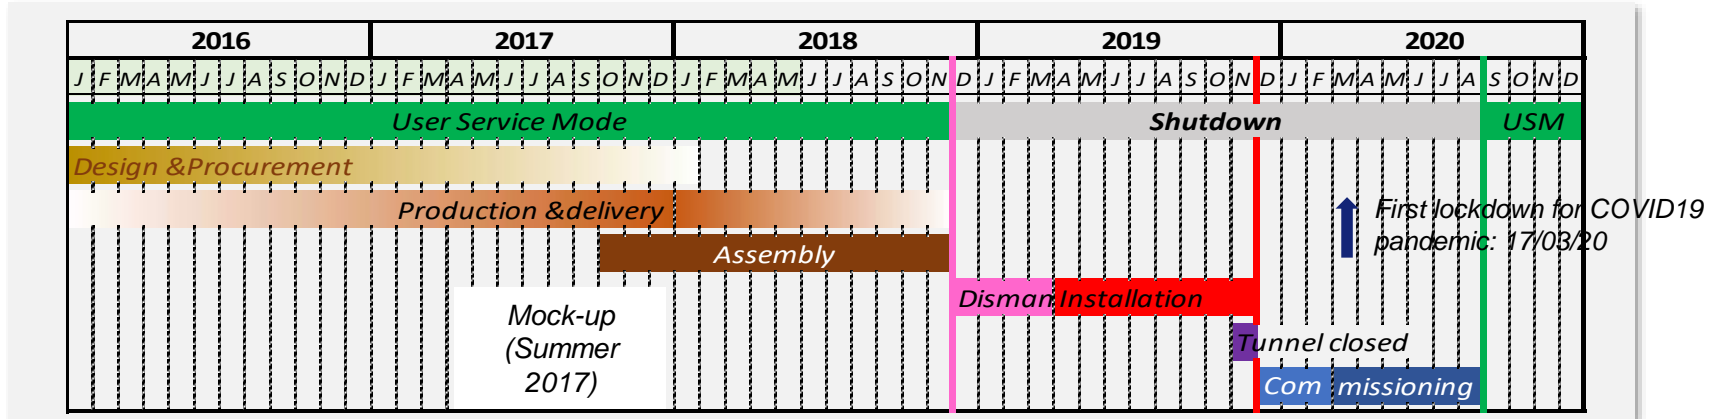 2016 2017 2018 2019 2020
J F M A M J J A S O N D J F M A M J J A S O N D J F M A M J J A S O N D J F M A M J J A S O N D J F M A M J J A S O N D
User Service Mode Shutdown USM
Design &Procurement
Production &delivery
First lockdown for COVID19
pandemic: 17/03/20
Assembly
Disman Installation
Mock-up
(Summer
2017)
Tunnel closed
Com missioning